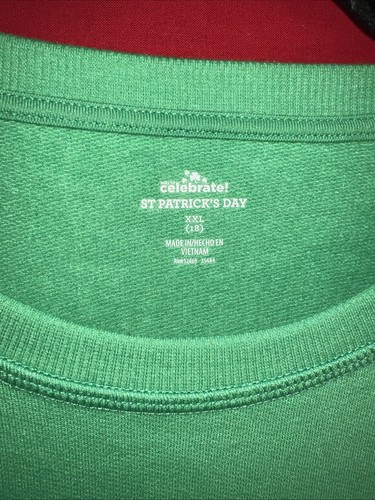 celebrate!
ST PATRICK'S DAY
XXL
(18)
MADE IN/HECHO EN
VIETNAM